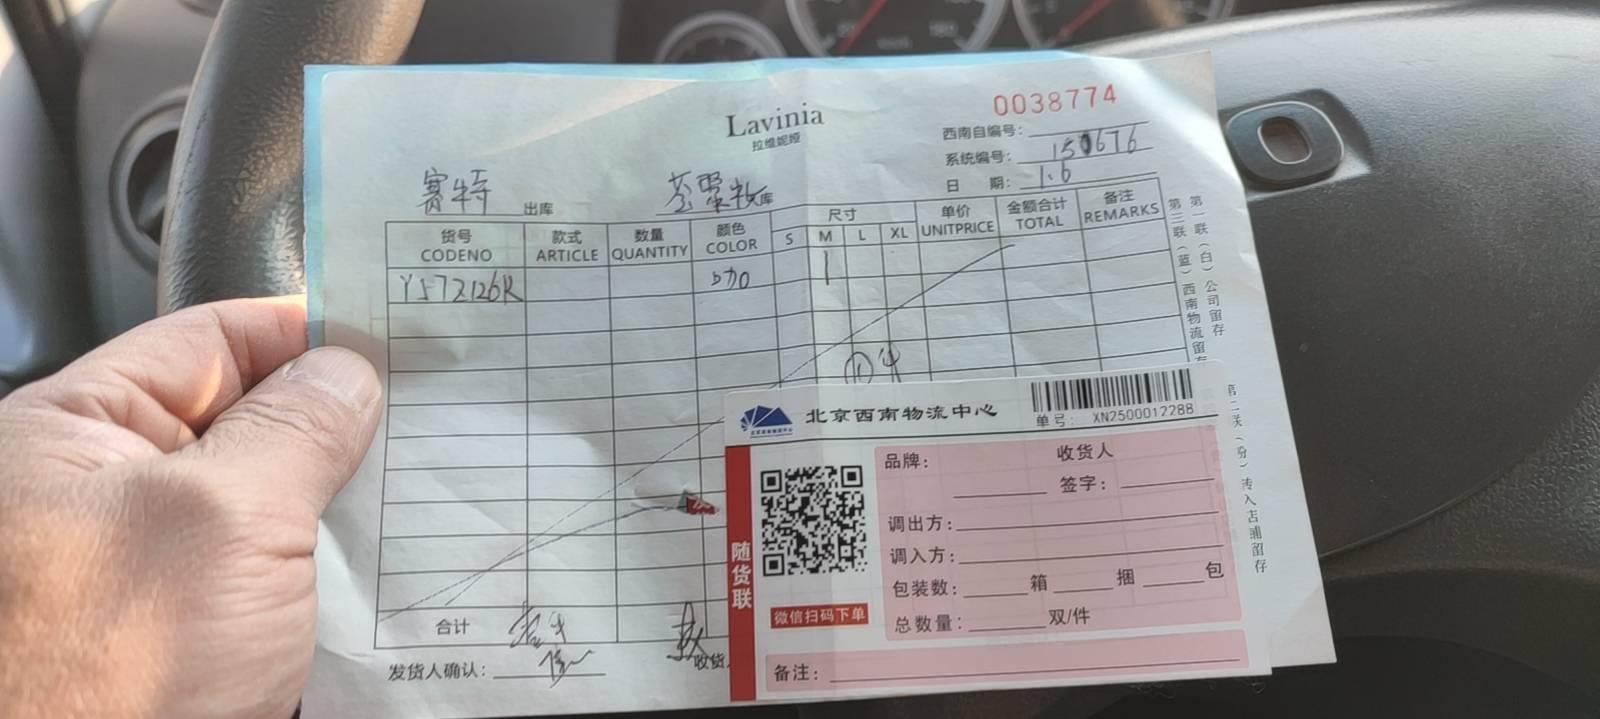 0038774
Lavinia
拉维妮娅
西南自编号：
系统编号： 150676
日 期： 1.6
赛特 出库
库
货号 款式 数量 颜色 尺寸 单价 金额合计 备注
CODENO ARTICLE QUANTITY COLOR S M L XL UNITPRICE TOTAL REMARKS
Y572126R 咖 1
合计
发货人确认：
收货
第一联（白）公司留存
第三联（蓝）西南物流留存
北京西南物流中心
单号： XN2500012288
随货联
微信扫码下单
品牌： 收货人
签字：
调出方：
调入方：
包装数： 箱 捆 包
总数量： 双/件
备注：